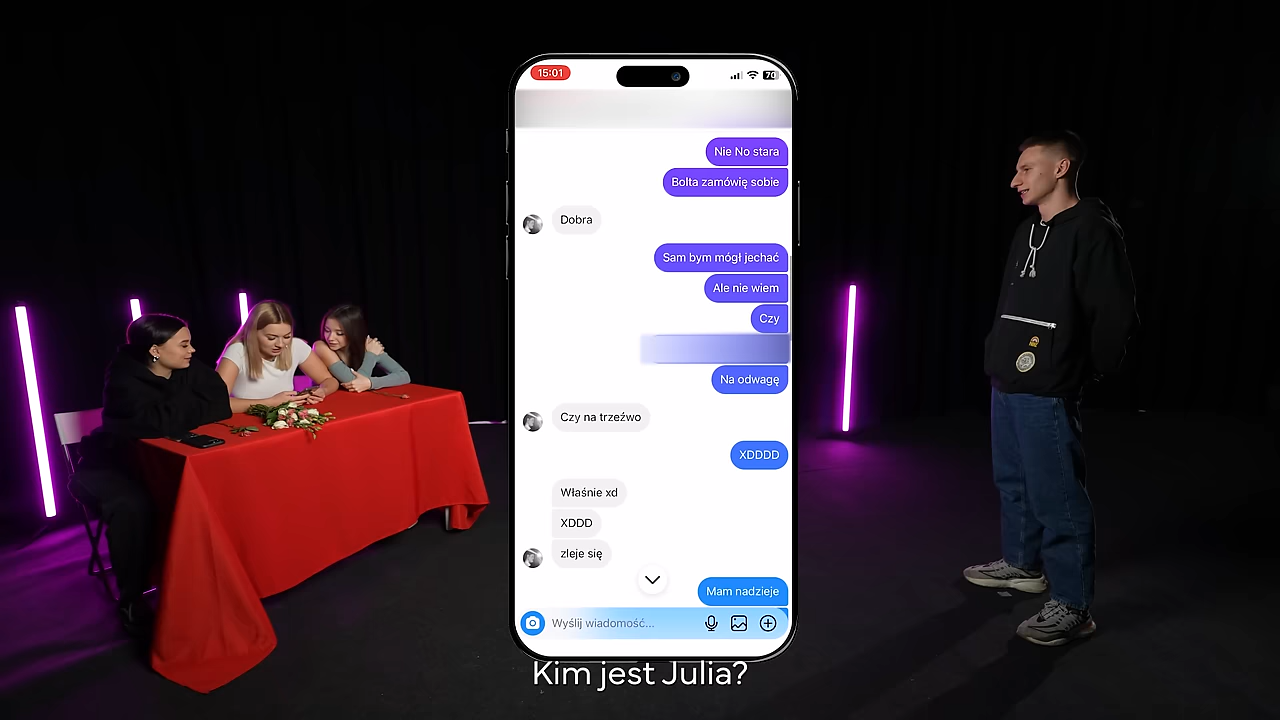 15:01
70
Nie No stara
Bolta zamówię sobie
Dobra
Sam bym mógł jechać
Ale nie wiem
Czy
Na odwagę
Czy na trzeźwo
XDDDD
Właśnie xd
XDDD
zleje się
Mam nadzieje
Wyślij wiadomość...
Kim jest Julia?